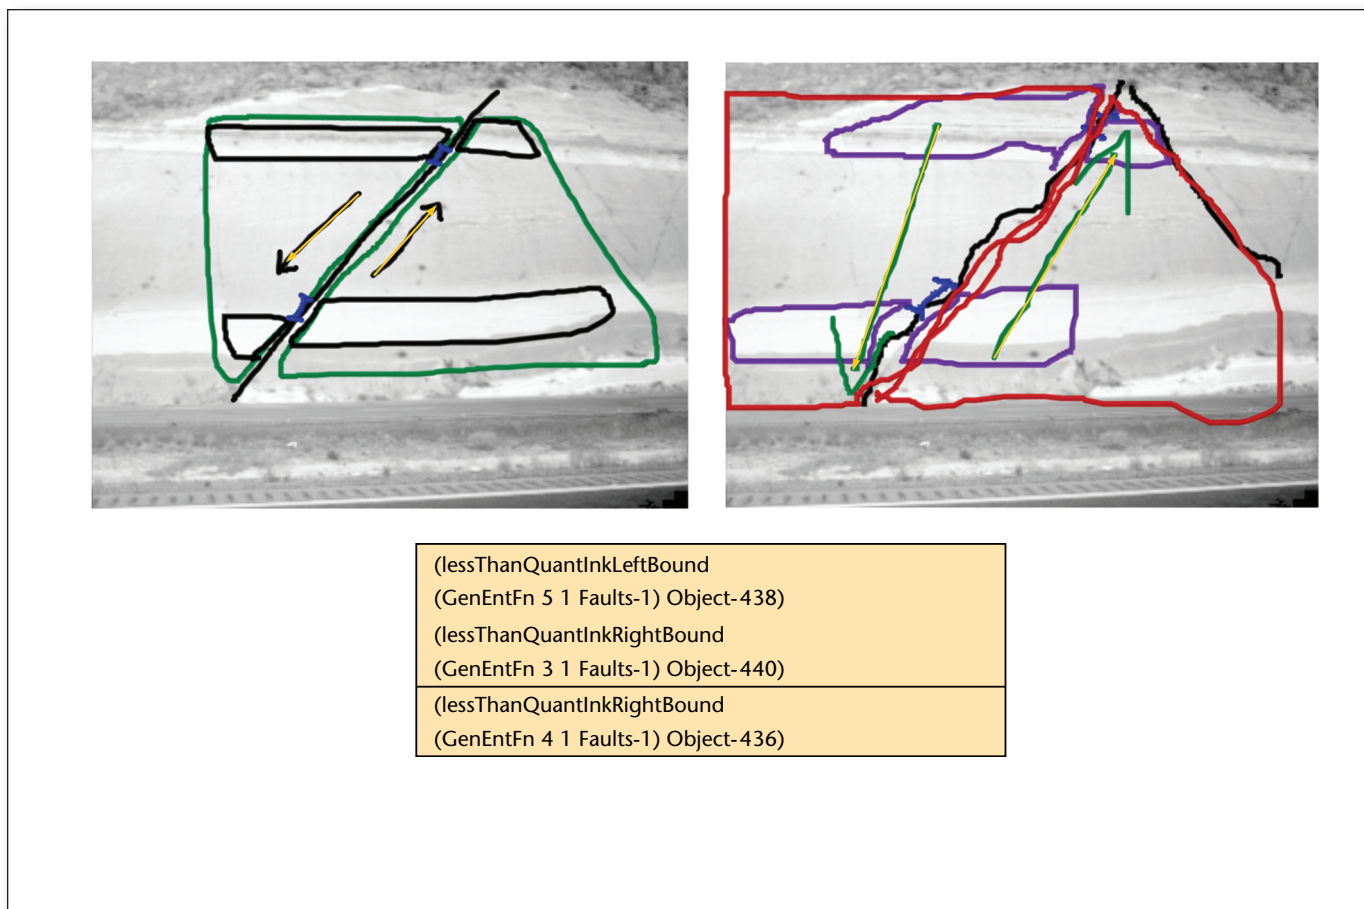 (lessThanQuantInkLeftBound
(GenEntFn 5 1 Faults-1) Object-438)
(lessThanQuantInkRightBound
(GenEntFn 3 1 Faults-1) Object-440)
(lessThanQuantInkRightBound
(GenEntFn 4 1 Faults-1) Object-436)